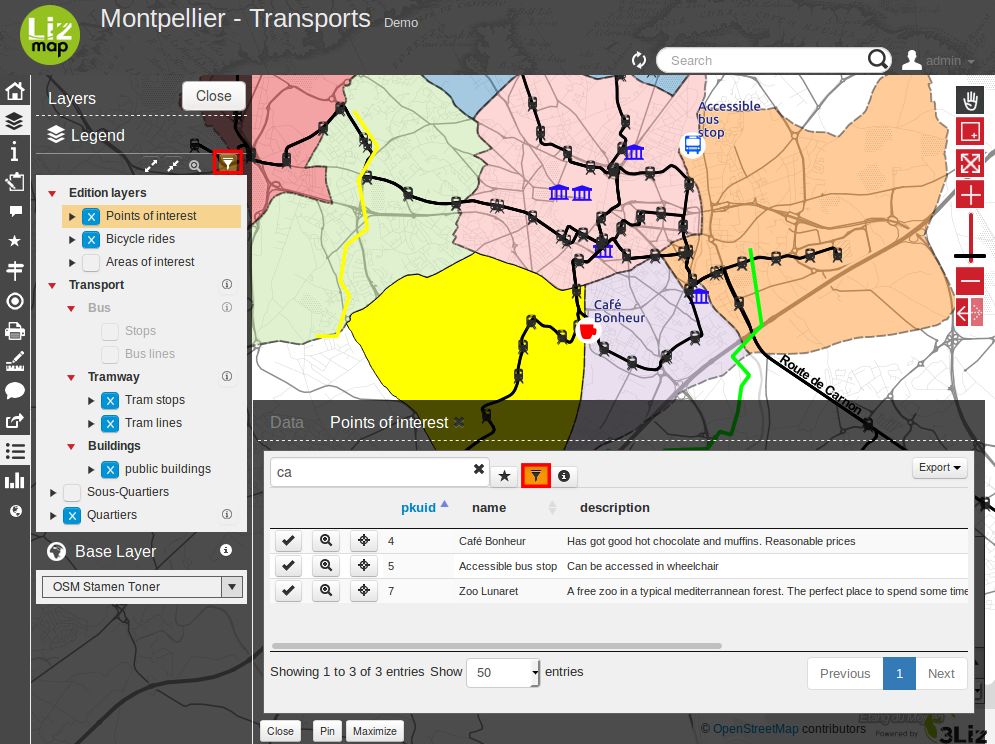 Liz
map
Montpellier - Transports Demo
Search
admin
Layers
Close
Legend
Edition layers
X Points of interest
X Bicycle rides
Areas of interest
Transport
Bus
Stops
Bus lines
Tramway
X Tram stops
X Tram lines
Buildings
X public buildings
Sous-Quartiers
X Quartiers
Base Layer
OSM Stamen Toner
Accessible
bus
stop
Café
Bonheur
Route de Carnon
Data Points of interest
ca
Export
pkuid name description
4 Café Bonheur Has got good hot chocolate and muffins. Reasonable prices
5 Accessible bus stop Can be accessed in wheelchair
7 Zoo Lunaret A free zoo in a typical mediterrannean forest. The perfect place to spend some time
Showing 1 to 3 of 3 entries Show 50 entries
Previous 1 Next
Close Pin Maximize
© OpenStreetMap contributors
Powered by 3Liz